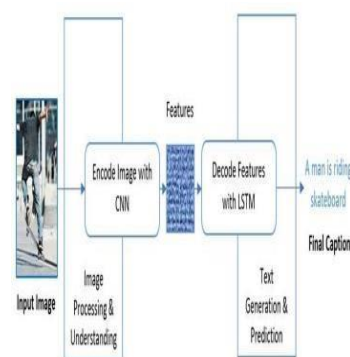 Features
Encode Image with
CNN
Decode Features
with LSTM
A man is riding
skateboard
Final Caption
Input Image
Image
Processing &
Understanding
Text
Generation &
Prediction